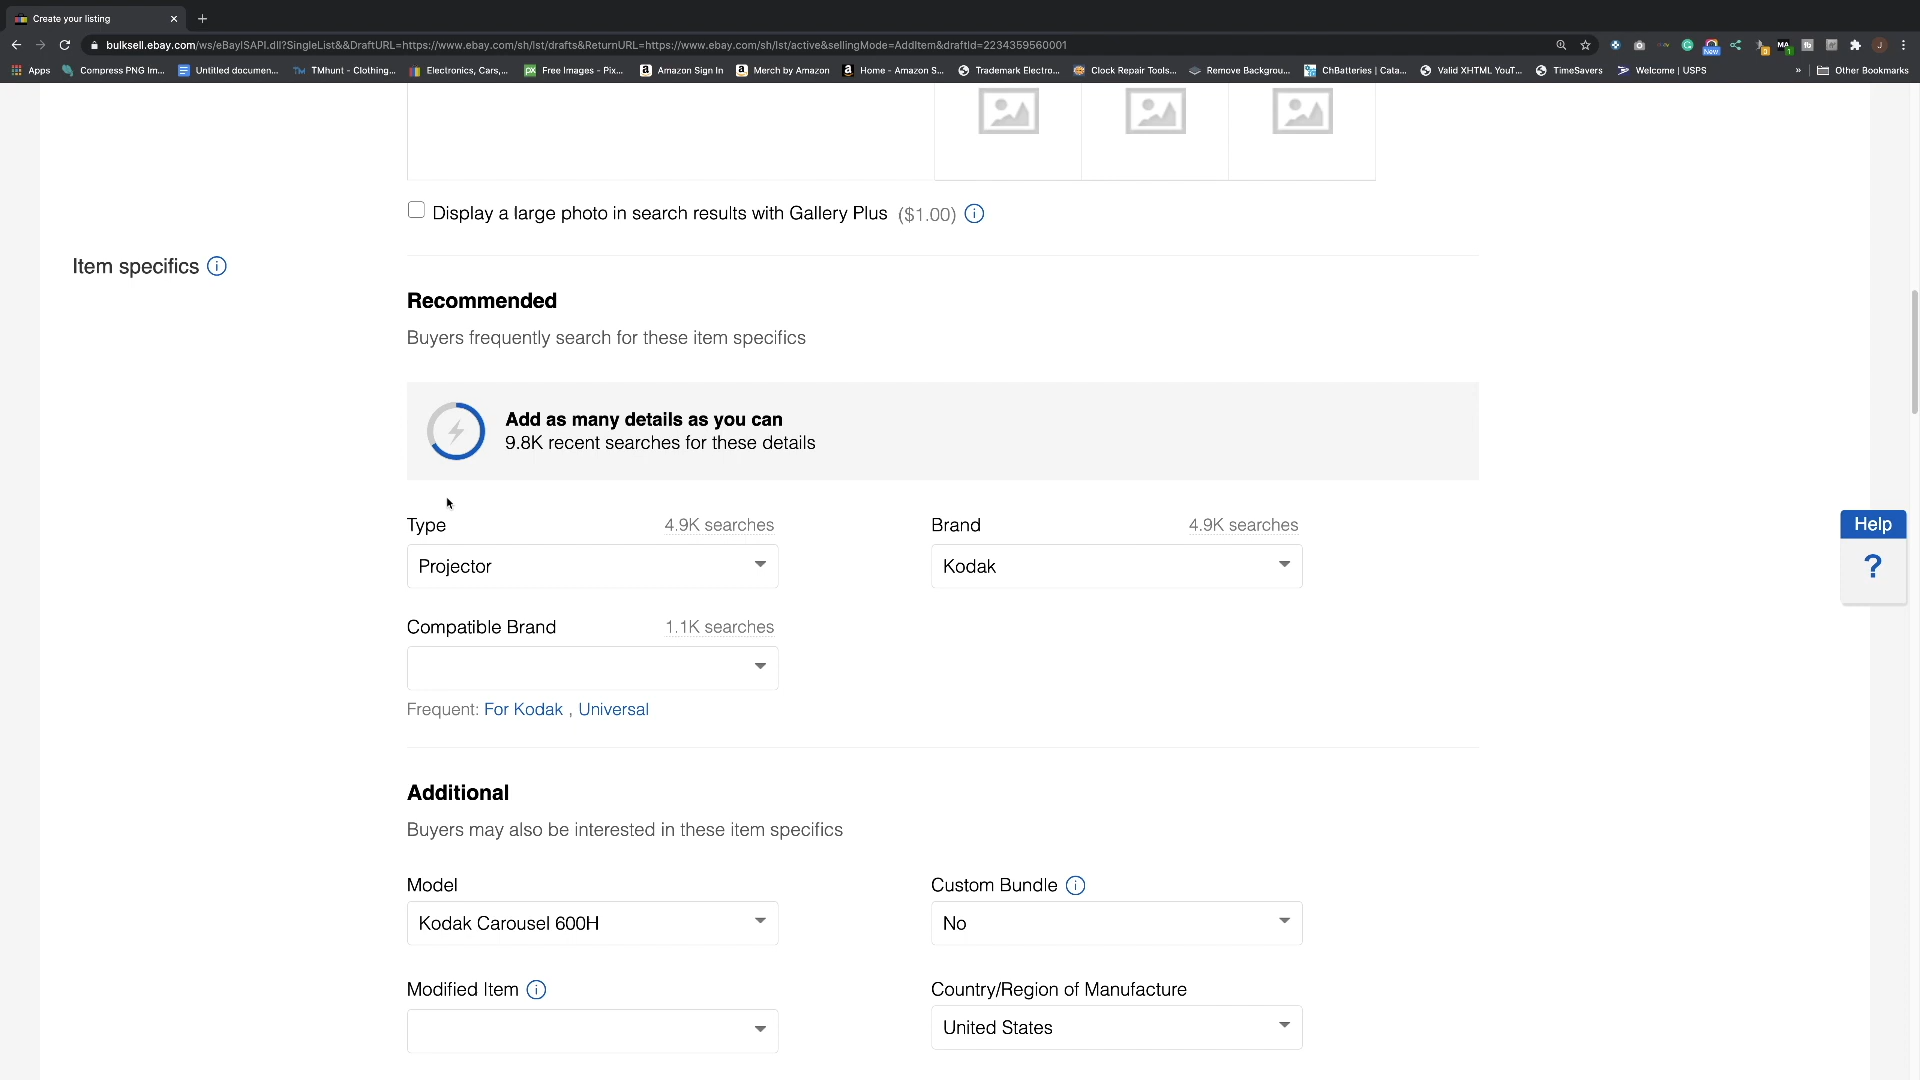 Create your listing
bulksell.ebay.com/ws/eBayISAPI.dll?SingleList&&DraftURL=https://www.ebay.com/sh/lst/drafts&ReturnURL=https://www.ebay.com/sh/lst/active&sellingMode=AddItem&draftId=2234359560001
Apps Compress PNG Im... Untitled documen... TMhunt - Clothing... Electronics, Cars,... Free Images - Pix... Amazon Sign In Merch by Amazon Home - Amazon S... Trademark Electro... Clock Repair Tools... Remove Backgrou... ChBatteries | Cata... Valid XHTML YouT... TimeSavers Welcome | USPS » Other Bookmarks
Display a large photo in search results with Gallery Plus ($1.00)
Item specifics
Recommended
Buyers frequently search for these item specifics
Add as many details as you can
9.8K recent searches for these details
Type 4.9K searches Brand 4.9K searches
Projector Kodak
Help
?
Compatible Brand 1.1K searches
Frequent: For Kodak , Universal
Additional
Buyers may also be interested in these item specifics
Model Custom Bundle
Kodak Carousel 600H No
Modified Item Country/Region of Manufacture
United States